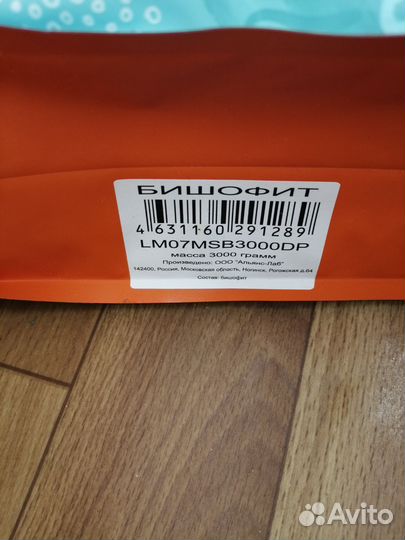 БИШОФИТ
4 631160 291289
LM07MSB3000DP
масса 3000 грамм
Произведено: ООО "Альянс-Лаб"
142400, Россия, Московская область, Ногинск, Рогожская д.64
Состав: бишофит
Avito